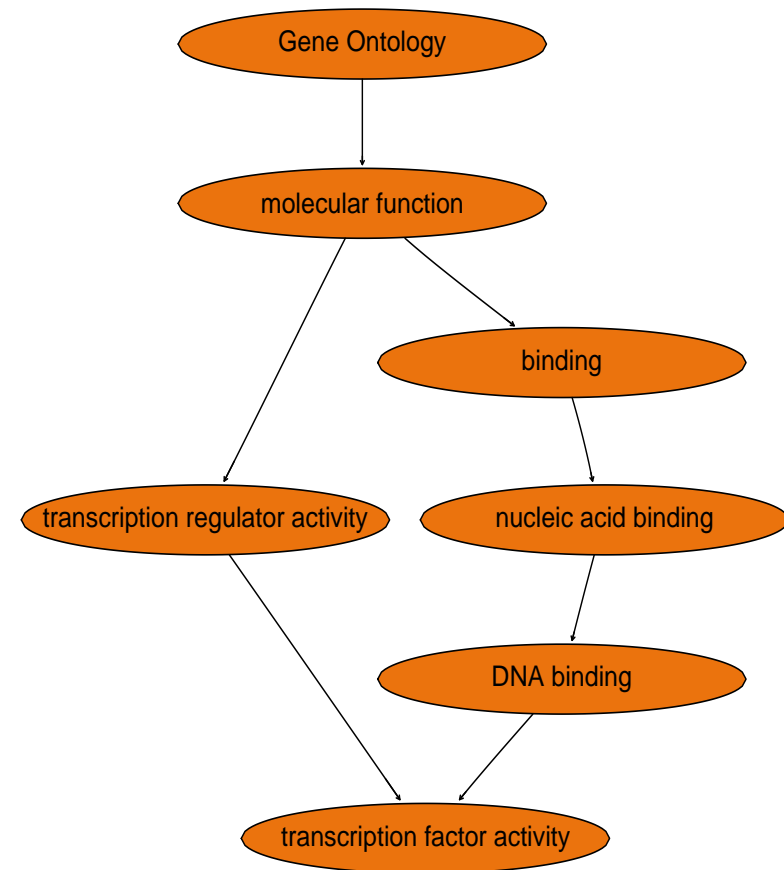 Gene Ontology
molecular function
binding
transcription regulator activity
nucleic acid binding
DNA binding
transcription factor activity